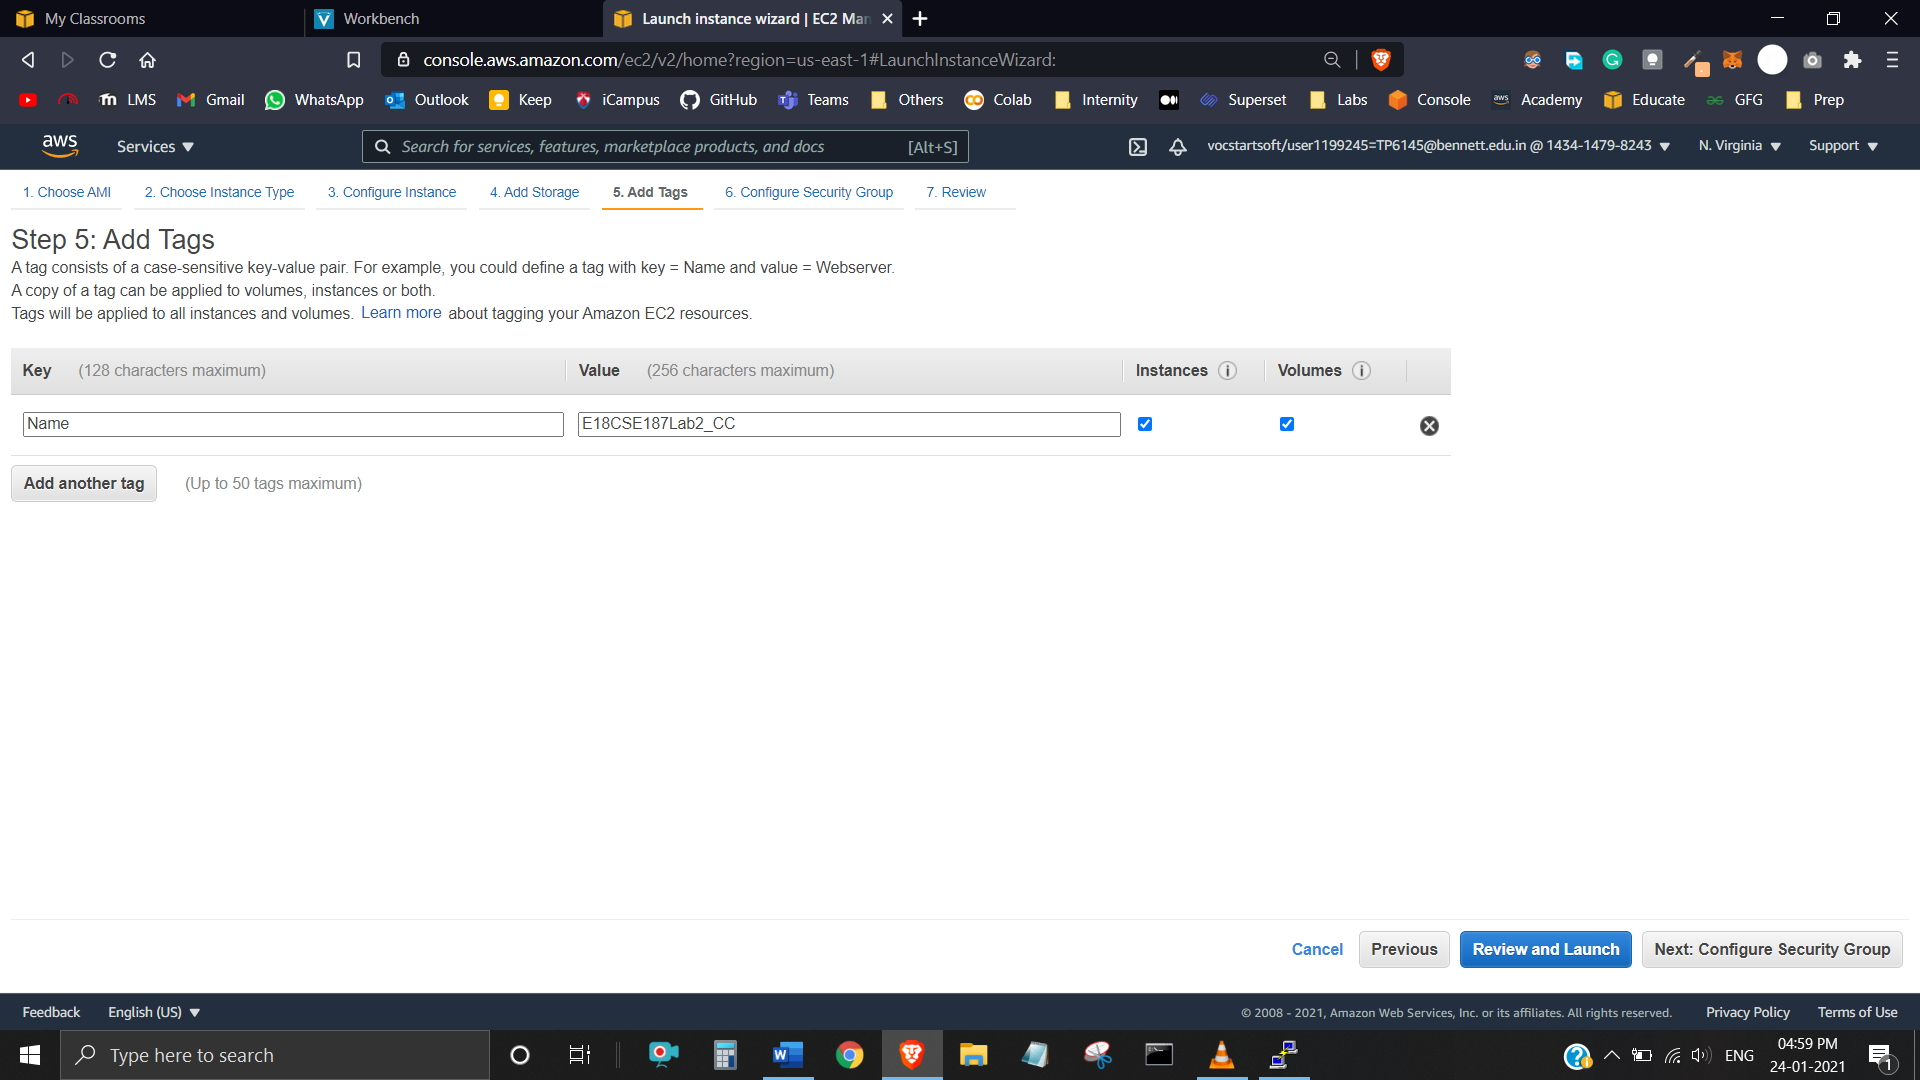 My Classrooms
Workbench
Launch instance wizard | EC2 Man
console.aws.amazon.com/ec2/v2/home?region=us-east-1#LaunchInstanceWizard:
LMS Gmail WhatsApp Outlook Keep iCampus GitHub Teams Others Colab Internity Superset Labs Console aws Academy Educate GFG Prep
aws
Services
Search for services, features, marketplace products, and docs [Alt+S]
vocstartsoft/user1199245=TP6145@bennett.edu.in @ 1434-1479-8243
N. Virginia
Support
1. Choose AMI 2. Choose Instance Type 3. Configure Instance 4. Add Storage 5. Add Tags 6. Configure Security Group 7. Review
Step 5: Add Tags
A tag consists of a case-sensitive key-value pair. For example, you could define a tag with key = Name and value = Webserver.
A copy of a tag can be applied to volumes, instances or both.
Tags will be applied to all instances and volumes. Learn more about tagging your Amazon EC2 resources.
Key (128 characters maximum) Value (256 characters maximum) Instances Volumes
Name E18CSE187Lab2_CC
Add another tag (Up to 50 tags maximum)
Cancel Previous Review and Launch Next: Configure Security Group
Feedback English (US) © 2008 - 2021, Amazon Web Services, Inc. or its affiliates. All rights reserved. Privacy Policy Terms of Use
Type here to search
ENG
04:59 PM
24-01-2021
1